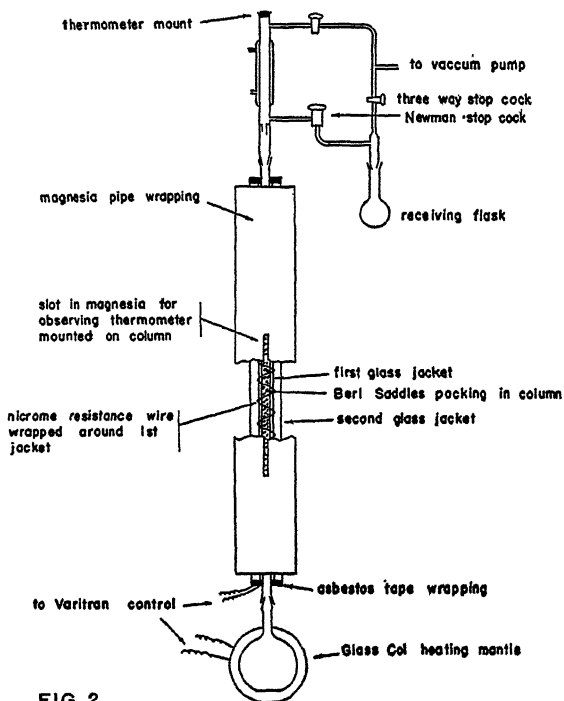 thermometer mount
to vaccum pump
three way stop cock
Newman stop cock
receiving flask
magnesia pipe wrapping
slot in magnesia for
observing thermometer
mounted on column
first glass jacket
Berl Saddles packing in column
second glass jacket
nicrome resistance wire
wrapped around 1st
jacket
asbestos tape wrapping
to Varitran control
Glass Col heating mantle
FIG. 2